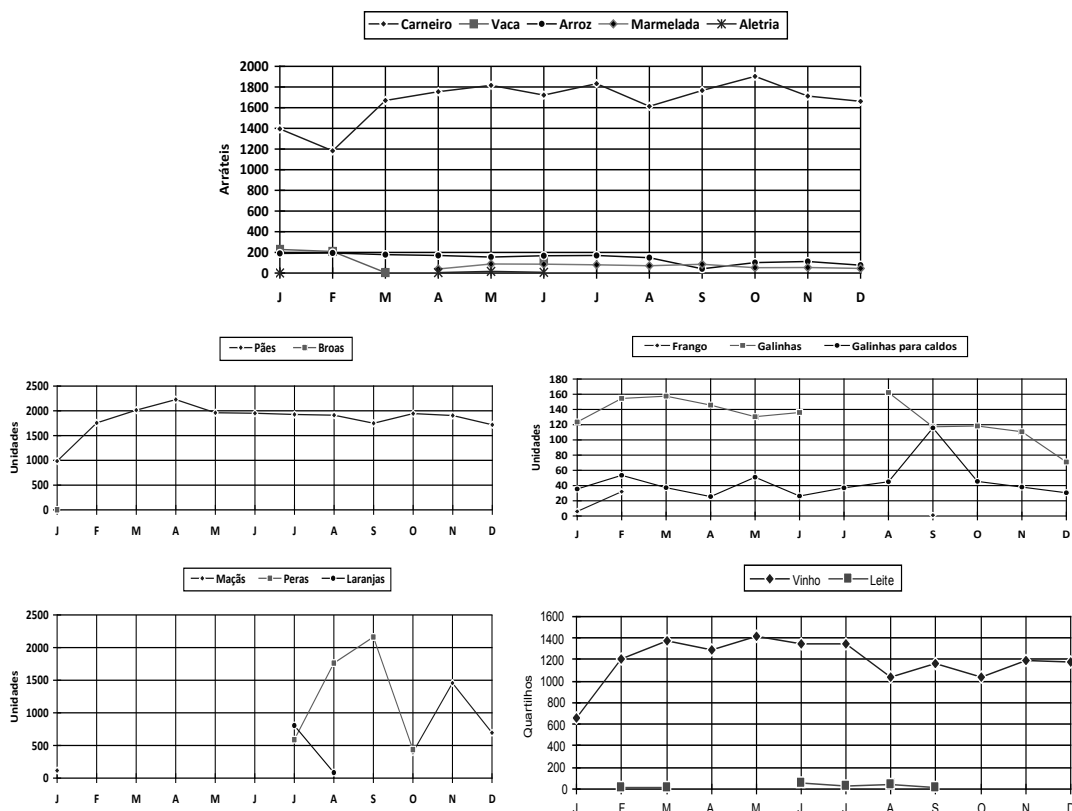 Carneiro Vaca Arroz Marmelada Aletria
Arráteis
2000
1800
1600
1400
1200
1000
800
600
400
200
0
J F M A M J J A S O N D
Pães Broas
Unidades
2500
2000
1500
1000
500
0
J F M A M J J A S O N D
Frango Galinhas Galinhas para caldos
Unidades
180
160
140
120
100
80
60
40
20
0
J F M A M J J A S O N D
Maçãs Peras Laranjas
Unidades
2500
2000
1500
1000
500
0
J F M A M J J A S O N D
Vinho Leite
Quartilhos
1600
1400
1200
1000
800
600
400
200
0
J F M A M J J A S O N D